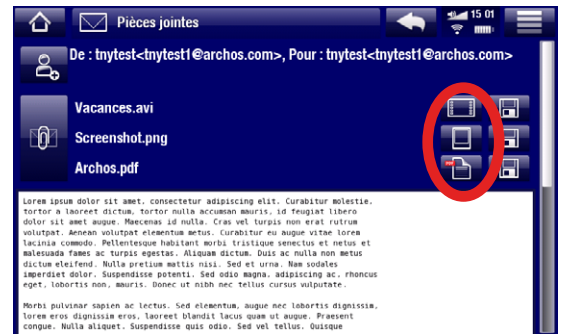 Pièces jointes
15 01
De : tnytest<tnytest1@archos.com>, Pour : tnytest<tnytest1@archos.com>
Vacances.avi
Screenshot.png
Archos.pdf
PDF
Lorem ipsum dolor sit amet, consectetur adipiscing elit. Curabitur molestie,
tortor a laoreet dictum, tortor nulla accumsan mauris, id feugiat libero
dolor sit amet augue. Maecenas id nulla. Cras vel turpis non erat rutrum
volutpat. Aenean volutpat elementum metus. Curabitur eu augue vitae lorem
lacinia commodo. Pellentesque habitant morbi tristique senectus et netus et
malesuada fames ac turpis egestas. Aliquam dictum. Duis ac nulla non metus
dictum eleifend. Nulla pretium mattis nisi. Sed et urna. Nam sodales
imperdiet dolor. Suspendisse potenti. Sed odio magna, adipiscing ac, rhoncus
eget, lobortis non, mauris. Donec ut nibh nec tellus cursus vulputate.
Morbi pulvinar sapien ac lectus. Sed elementum, augue nec lobortis dignissim,
lorem eros dignissim eros, laoreet blandit lacus quam ut augue. Praesent
congue. Nulla aliquet. Suspendisse quis odio. Sed vel tellus. Quisque